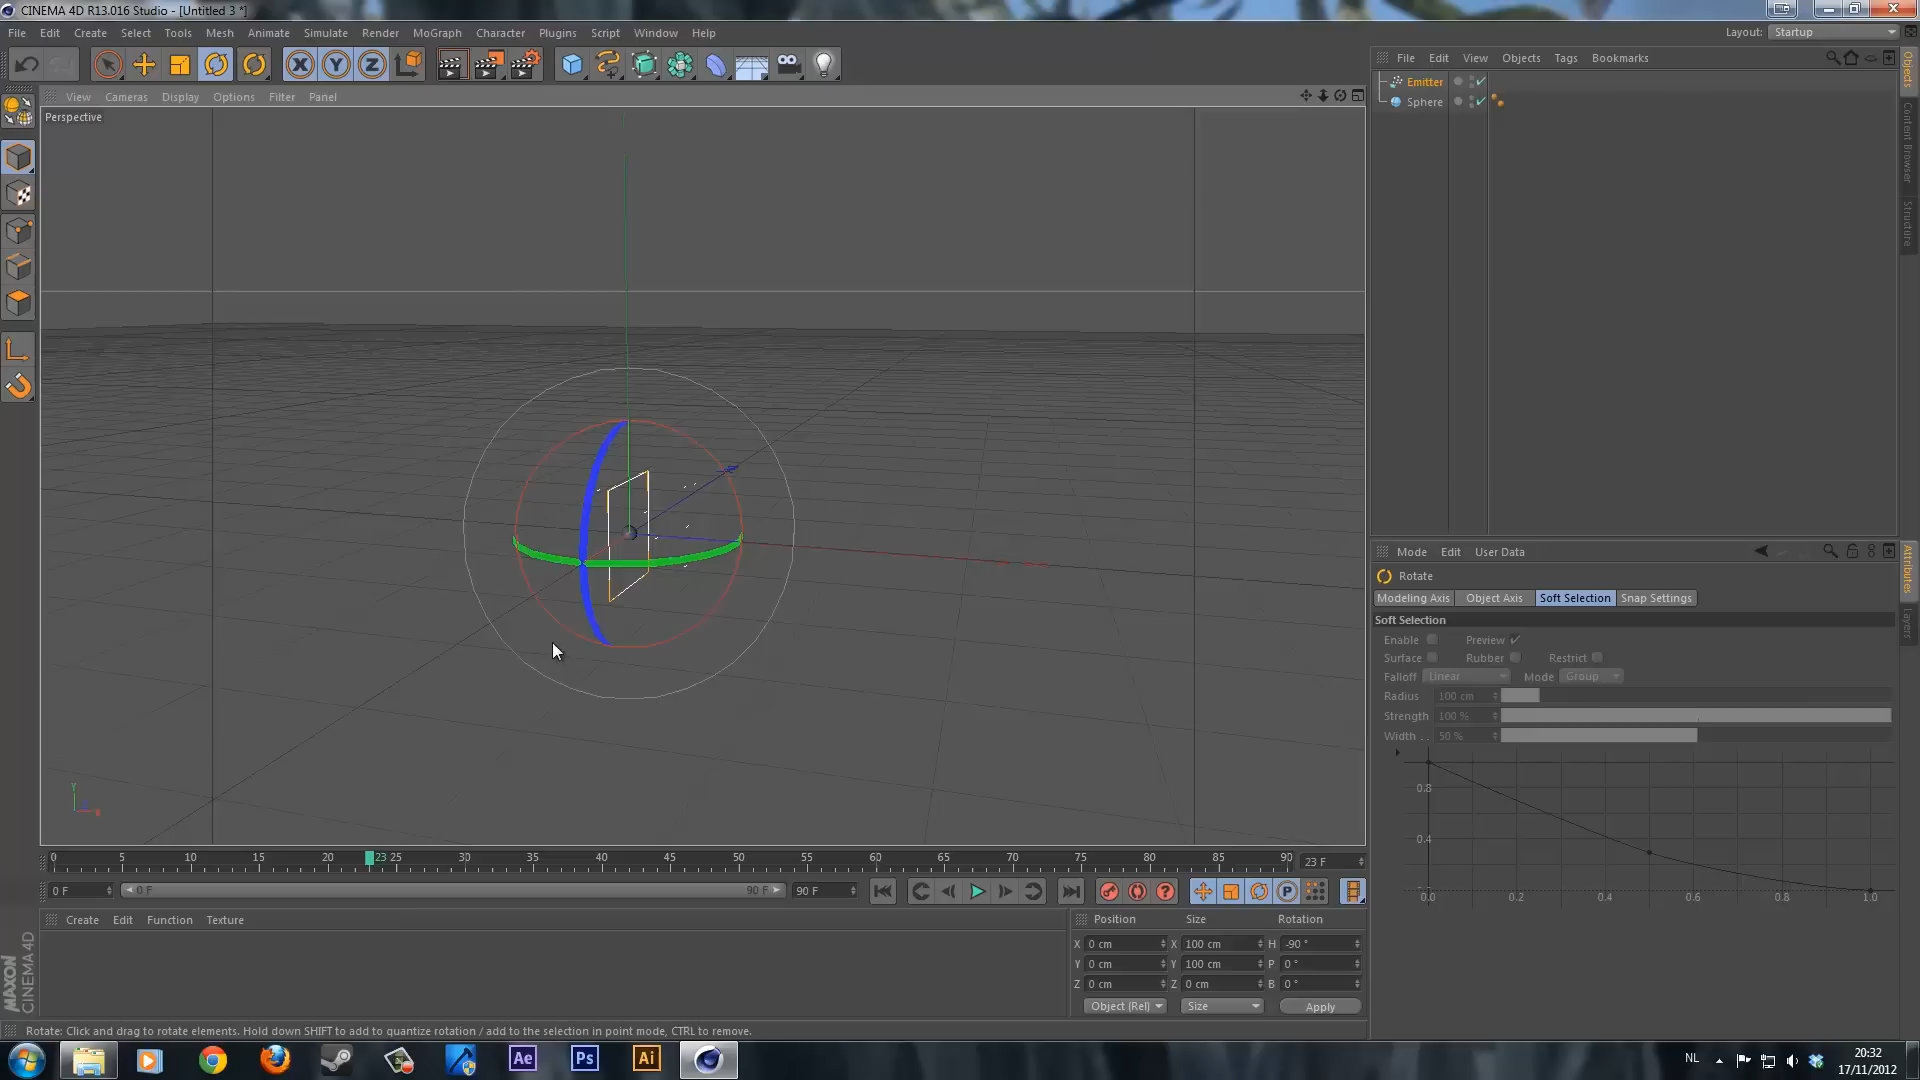 CINEMA 4D R13.016 Studio - [Untitled 3 *]
File Edit Create Select Tools Mesh Animate Simulate Render MoGraph Character Plugins Script Window Help
Layout: Startup
X Y Z
File Edit View Objects Tags Bookmarks
Emitter
Sphere
Objects
Content Browser
Structure
View Cameras Display Options Filter Panel
Perspective
Y
Mode Edit User Data
Rotate
Modeling Axis Object Axis Soft Selection Snap Settings
Soft Selection
Enable Preview
Surface Rubber Restrict
Falloff Linear Mode Group
Radius 100 cm
Strength 100 %
Width . . 50 %
0.8
0.4
0.0 0.2 0.4 0.6 0.8 1.0
Attributes
Layers
0 5 10 15 20 23 25 30 35 40 45 50 55 60 65 70 75 80 85 90 23 F
0 F 0 F 90 F 90 F
P
Create Edit Function Texture
Position Size Rotation
X 0 cm X 100 cm H -90 °
Y 0 cm Y 100 cm P 0 °
Z 0 cm Z 0 cm B 0 °
Object (Rel) Size Apply
MAXON
CINEMA 4D
Rotate: Click and drag to rotate elements. Hold down SHIFT to add to quantize rotation / add to the selection in point mode, CTRL to remove.
Ae Ps Ai
NL
20:32
17/11/2012